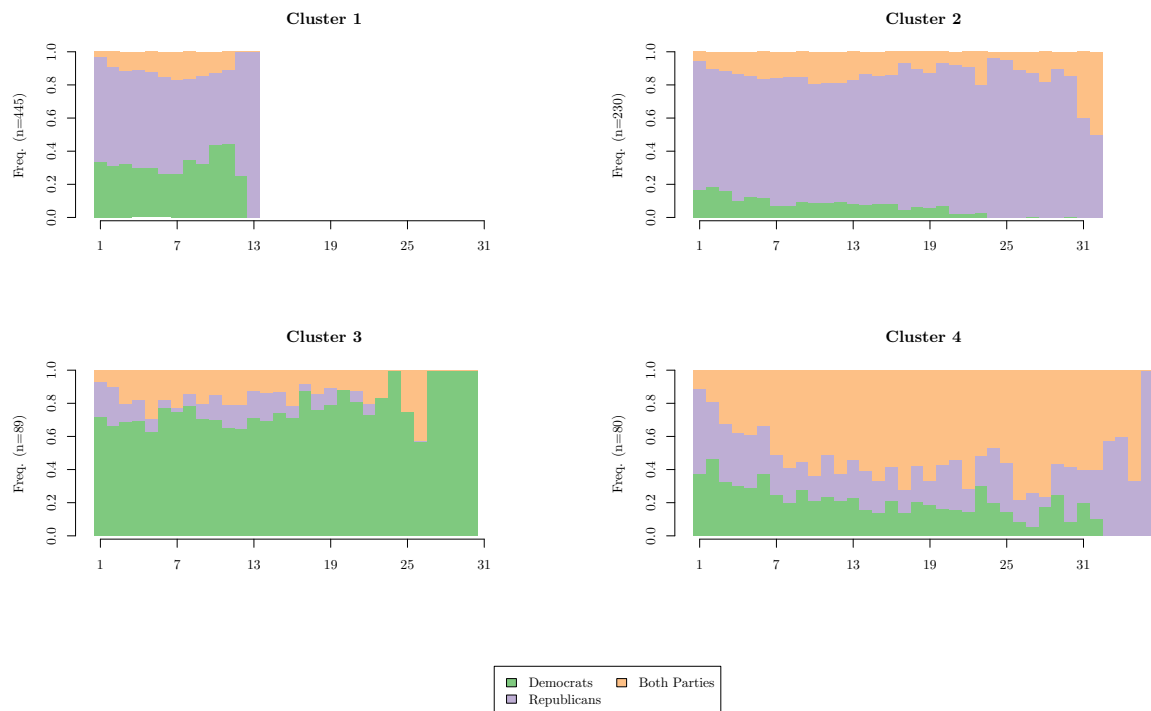 Cluster 1
Freq. (n=445)
0.0 0.2 0.4 0.6 0.8 1.0
1 7 13 19 25 31
Cluster 2
Freq. (n=230)
0.0 0.2 0.4 0.6 0.8 1.0
1 7 13 19 25 31
Cluster 3
Freq. (n=89)
0.0 0.2 0.4 0.6 0.8 1.0
1 7 13 19 25 31
Cluster 4
Freq. (n=80)
0.0 0.2 0.4 0.6 0.8 1.0
1 7 13 19 25 31
Democrats Both Parties
Republicans